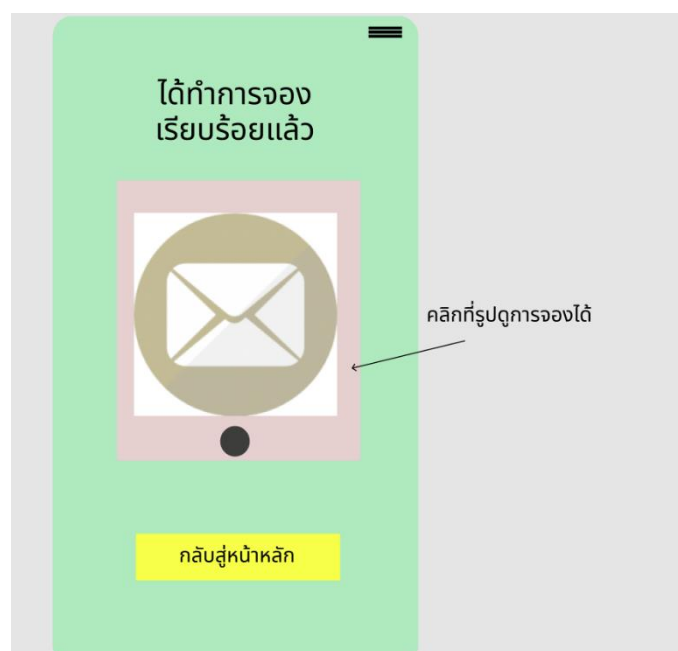 ได้ทำการจอง
เรียบร้อยแล้ว
คลิกที่รูปดูการจองได้
กลับสู่หน้าหลัก